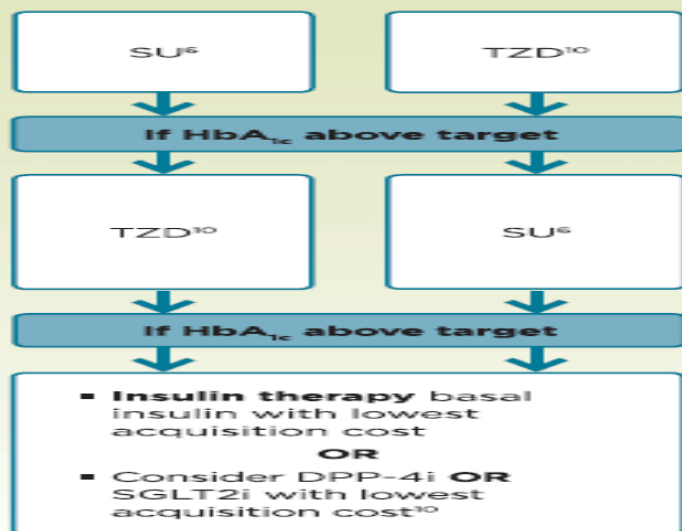 SU⁶
TZD¹⁰
If HbA₁c above target
TZD¹⁰
SU⁶
If HbA₁c above target
▪ Insulin therapy basal
insulin with lowest
acquisition cost
OR
▪ Consider DPP-4i OR
SGLT2i with lowest
acquisition cost¹⁰